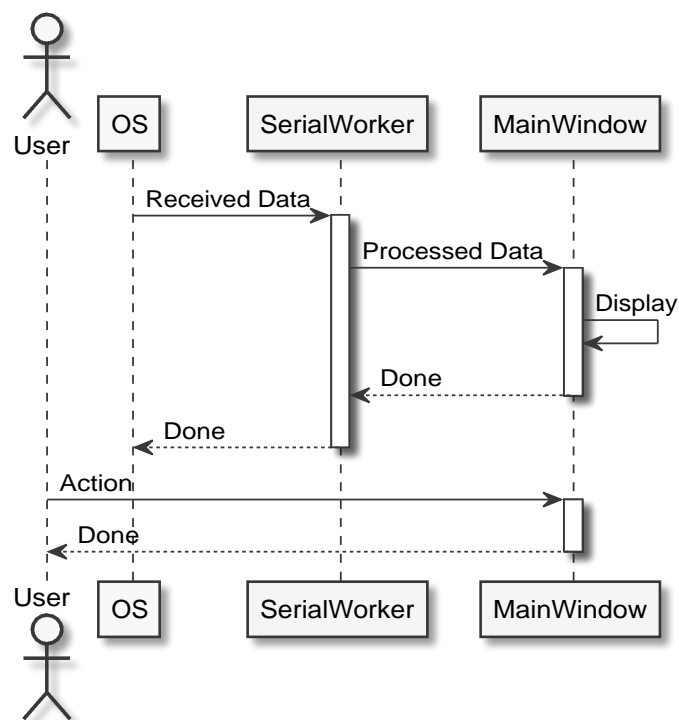 User
OS
SerialWorker
MainWindow
Received Data
Processed Data
Display
Done
Done
Action
Done
User
OS
SerialWorker
MainWindow